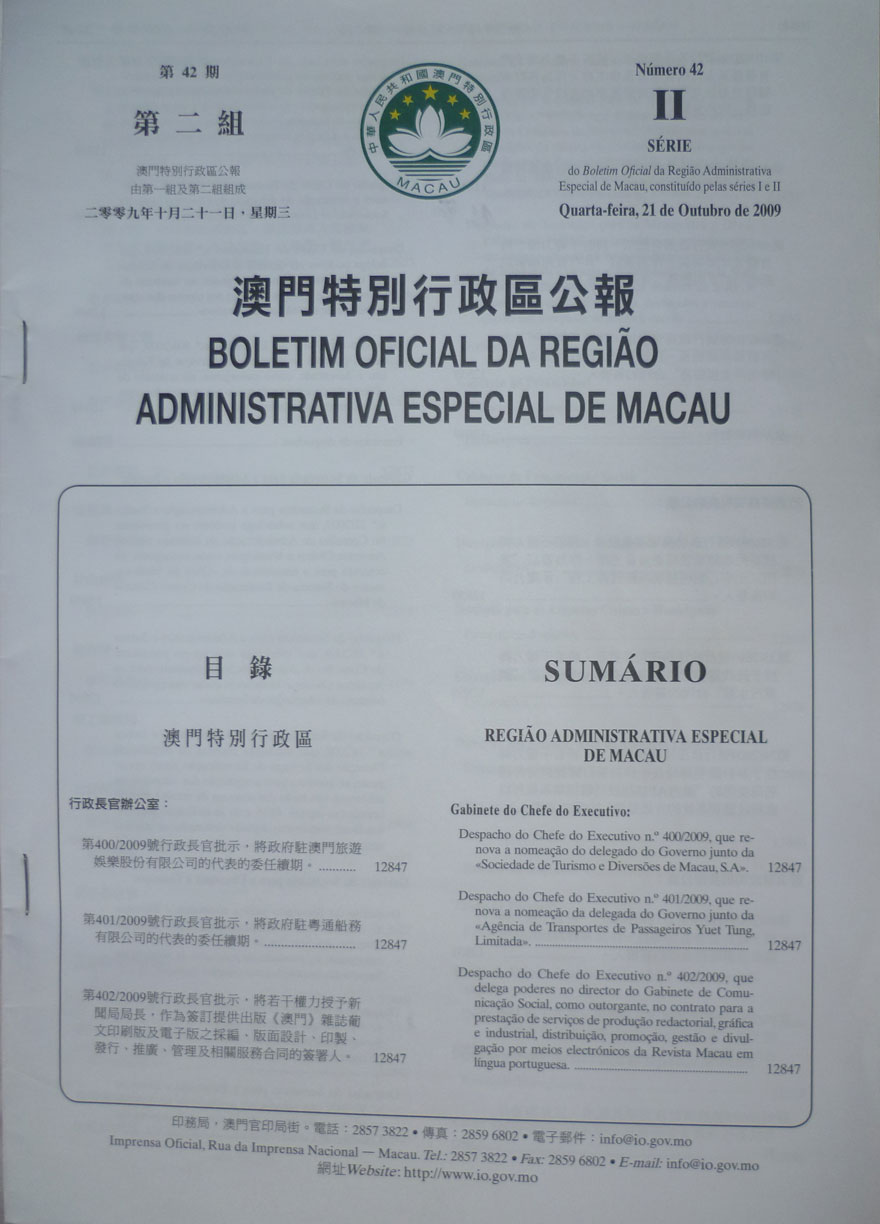 第 42 期
第 二 組
澳門特別行政區公報
由第一組及第二組組成
二零零九年十月二十一日，星期三
中華人民共和國澳門特別行政區
MACAU
Número 42
II
SÉRIE
do Boletim Oficial da Região Administrativa
Especial de Macau, constituído pelas séries I e II
Quarta-feira, 21 de Outubro de 2009
澳門特別行政區公報
BOLETIM OFICIAL DA REGIÃO
ADMINISTRATIVA ESPECIAL DE MACAU
目 錄
澳門特別行政區
行政長官辦公室：
第400/2009號行政長官批示，將政府駐澳門旅遊
娛樂股份有限公司的代表的委任續期。 ........... 12847
第401/2009號行政長官批示，將政府駐粵通船務
有限公司的代表的委任續期。 ........................... 12847
第402/2009號行政長官批示，將若干權力授予新
聞局局長，作為簽訂提供出版《澳門》雜誌葡
文印刷版及電子版之採編、版面設計、印製、
發行、推廣、管理及相關服務合同的簽署人。 12847
SUMÁRIO
REGIÃO ADMINISTRATIVA ESPECIAL
DE MACAU
Gabinete do Chefe do Executivo:
Despacho do Chefe do Executivo n.º 400/2009, que re-
nova a nomeação do delegado do Governo junto da
«Sociedade de Turismo e Diversões de Macau, S.A». 12847
Despacho do Chefe do Executivo n.º 401/2009, que re-
nova a nomeação da delegada do Governo junto da
«Agência de Transportes de Passageiros Yuet Tung,
Limitada». ................................................................ 12847
Despacho do Chefe do Executivo n.º 402/2009, que
delega poderes no director do Gabinete de Comu-
nicação Social, como outorgante, no contrato para a
prestação de serviços de produção redactorial, gráfica
e industrial, distribuição, promoção, gestão e divul-
gação por meios electrónicos da Revista Macau em
língua portuguesa. .................................................... 12847
印務局，澳門官印局街。電話：2857 3822 • 傳真：2859 6802 • 電子郵件：info@io.gov.mo
Imprensa Oficial, Rua da Imprensa Nacional — Macau. Tel.: 2857 3822 • Fax: 2859 6802 • E-mail: info@io.gov.mo
網址Website: http://www.io.gov.mo